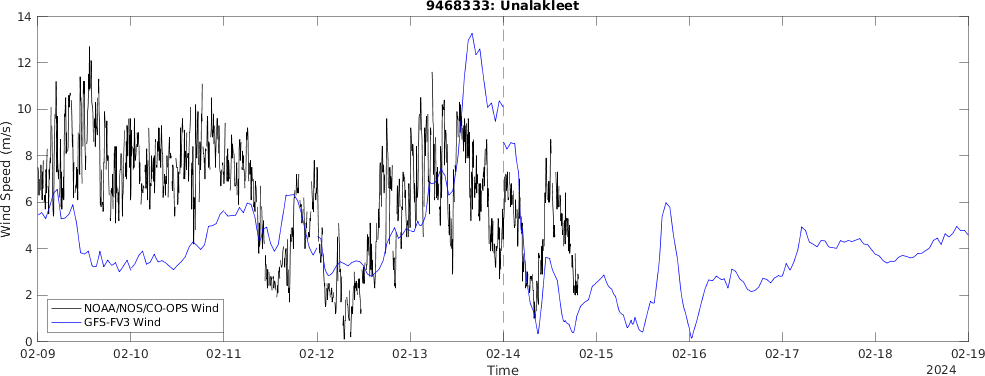 9468333: Unalakleet
14
12
10
8
6
4
2
0
Wind Speed (m/s)
NOAA/NOS/CO-OPS Wind
GFS-FV3 Wind
02-09 02-10 02-11 02-12 02-13 02-14 02-15 02-16 02-17 02-18 02-19
Time
2024